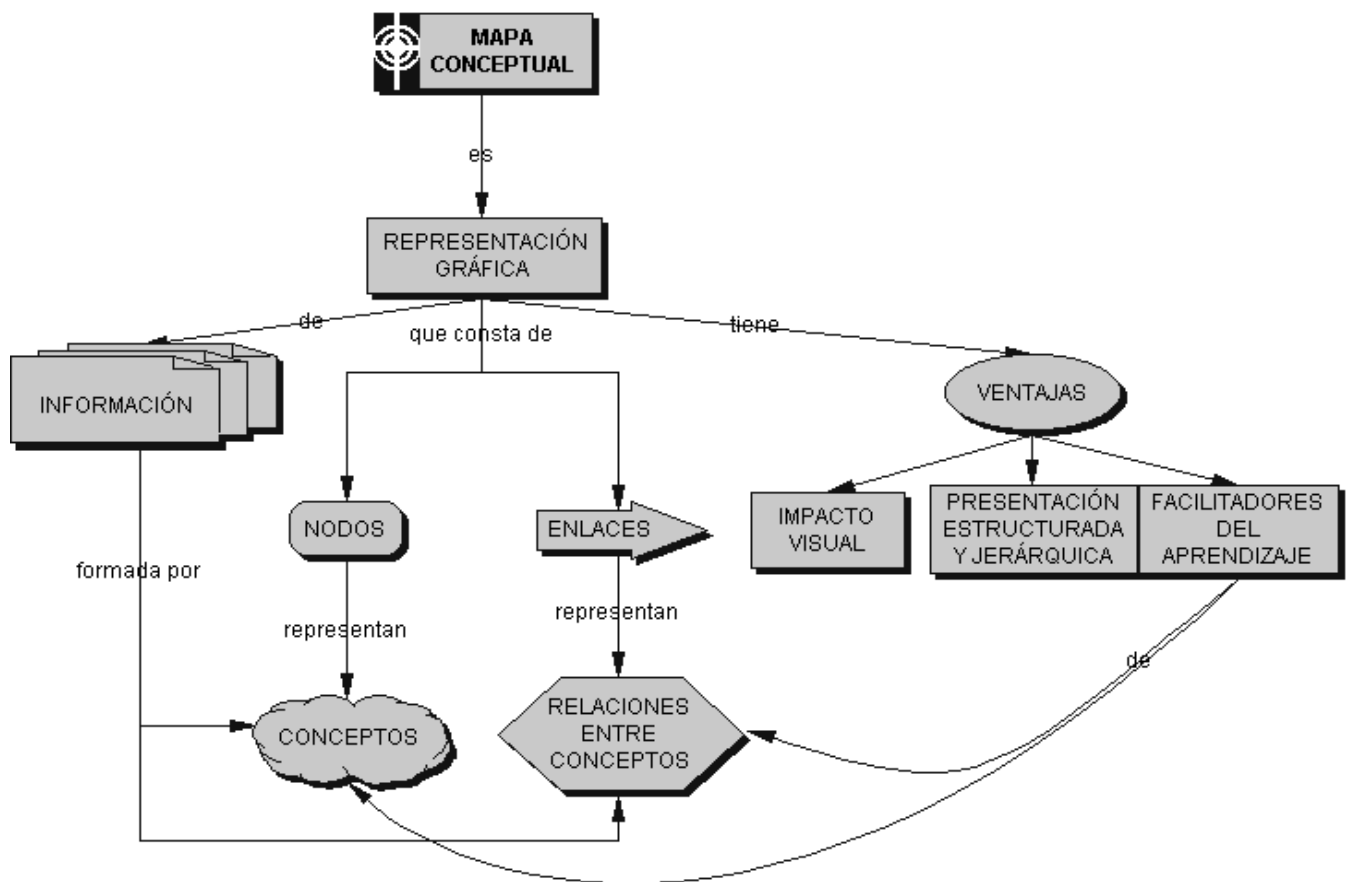 MAPA
CONCEPTUAL
es
REPRESENTACIÓN
GRÁFICA
de
que consta de
tiene
INFORMACIÓN
VENTAJAS
NODOS
ENLACES
IMPACTO
VISUAL
PRESENTACIÓN
ESTRUCTURADA
Y JERÁRQUICA
FACILITADORES
DEL
APRENDIZAJE
formada por
representan
representan
de
CONCEPTOS
RELACIONES
ENTRE
CONCEPTOS